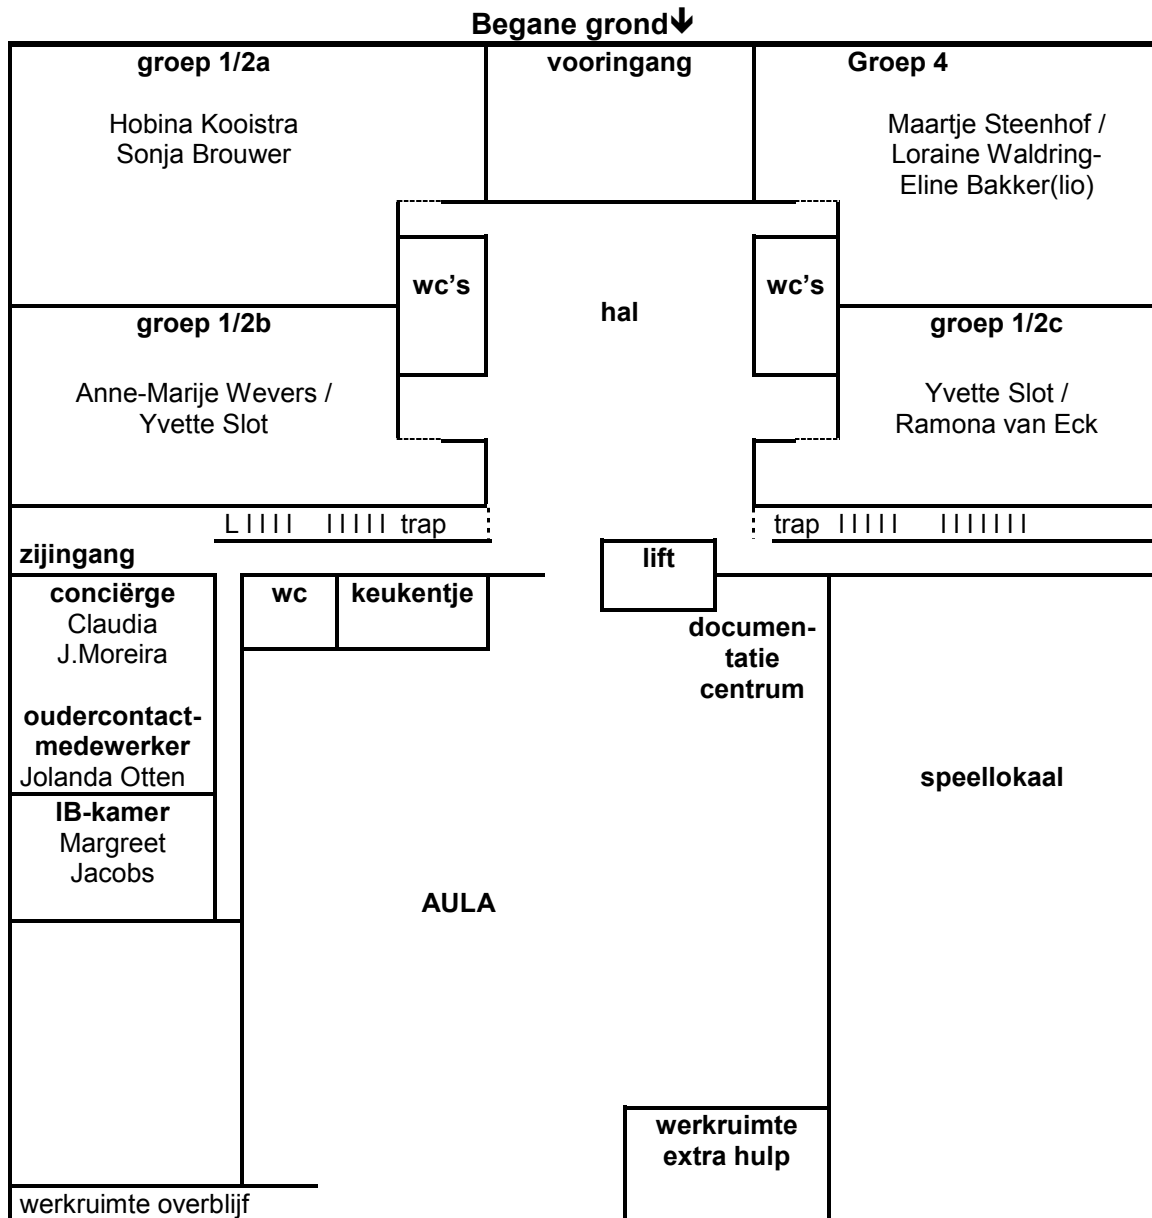 Begane grond🡻
groep 1/2a
Hobina Kooistra
Sonja Brouwer
vooringang
Groep 4
Maartje Steenhof /
Loraine Waldring-
Eline Bakker(lio)
wc's
hal
wc's
groep 1/2b
Anne-Marije Wevers /
Yvette Slot
groep 1/2c
Yvette Slot /
Ramona van Eck
L l l l l l l l l l trap
trap l l l l l l l l l l l l
zijingang
lift
conciërge
Claudia
J.Moreira
oudercontact-
medewerker
Jolanda Otten
wc
keukentje
documen-
tatie
centrum
speellokaal
IB-kamer
Margreet
Jacobs
AULA
werkruimte
extra hulp
werkruimte overblijf